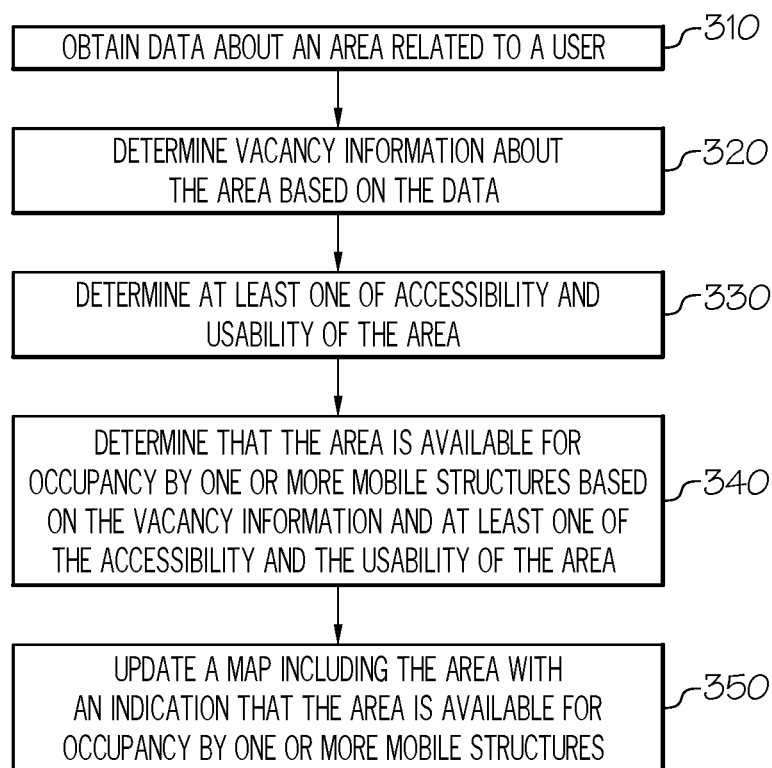 OBTAIN DATA ABOUT AN AREA RELATED TO A USER
310
DETERMINE VACANCY INFORMATION ABOUT
THE AREA BASED ON THE DATA
320
DETERMINE AT LEAST ONE OF ACCESSIBILITY AND
USABILITY OF THE AREA
330
DETERMINE THAT THE AREA IS AVAILABLE FOR
OCCUPANCY BY ONE OR MORE MOBILE STRUCTURES BASED
ON THE VACANCY INFORMATION AND AT LEAST ONE OF
THE ACCESSIBILITY AND THE USABILITY OF THE AREA
340
UPDATE A MAP INCLUDING THE AREA WITH
AN INDICATION THAT THE AREA IS AVAILABLE FOR
OCCUPANCY BY ONE OR MORE MOBILE STRUCTURES
350